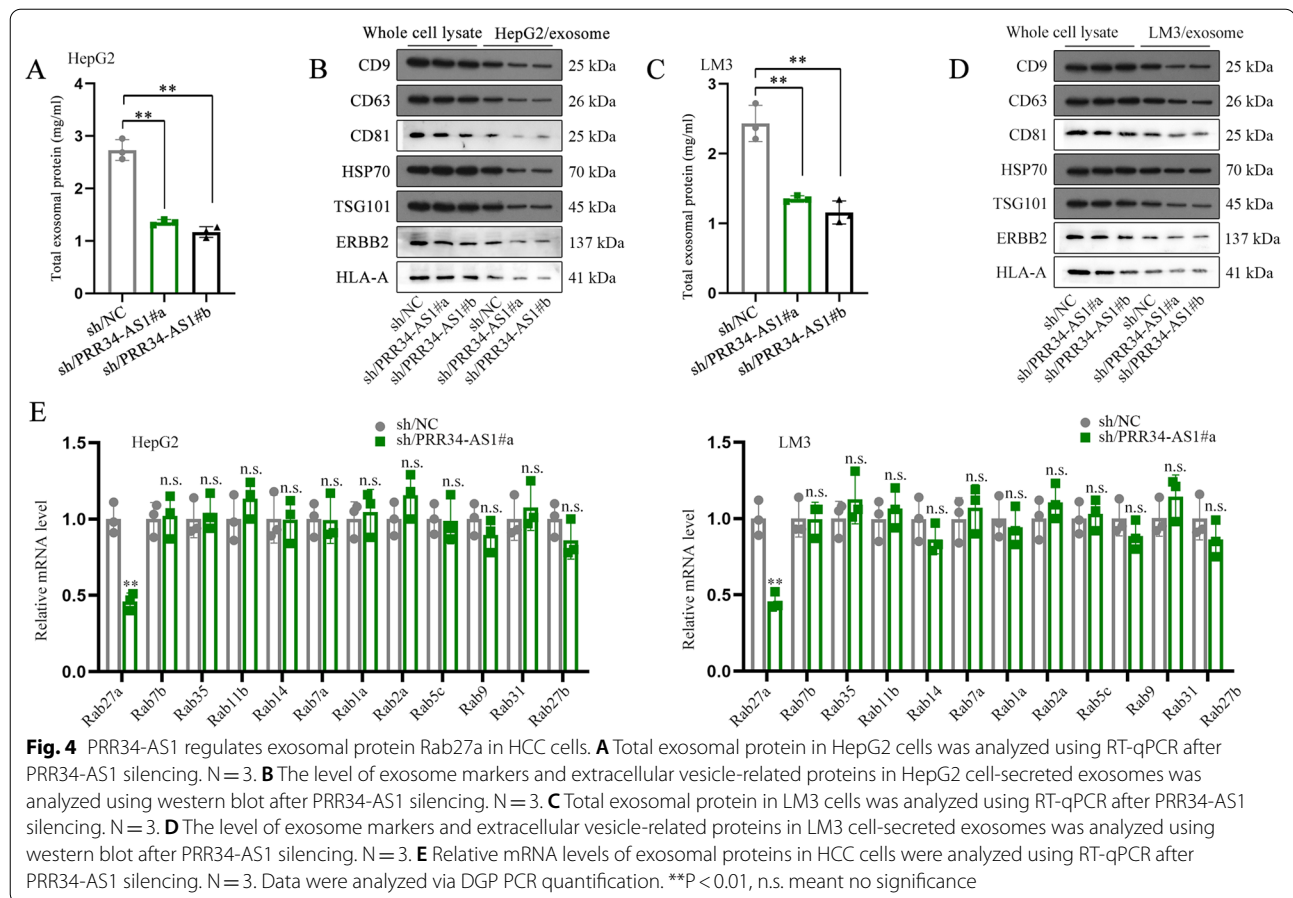 A
HepG2
Total exosomal protein (mg/ml)
4
3
2
1
0
**
**
sh/NC
sh/PRR34-AS1#a
sh/PRR34-AS1#b
B
Whole cell lysate HepG2/exosome
CD9 25 kDa
CD63 26 kDa
CD81 25 kDa
HSP70 70 kDa
TSG101 45 kDa
ERBB2 137 kDa
HLA-A 41 kDa
sh/NC
sh/PRR34-AS1#a
sh/PRR34-AS1#b
sh/NC
sh/PRR34-AS1#a
sh/PRR34-AS1#b
C
LM3
Total exosomal protein (mg/ml)
3
2
1
0
**
**
sh/NC
sh/PRR34-AS1#a
sh/PRR34-AS1#b
D
Whole cell lysate LM3/exosome
CD9 25 kDa
CD63 26 kDa
CD81 25 kDa
HSP70 70 kDa
TSG101 45 kDa
ERBB2 137 kDa
HLA-A 41 kDa
sh/NC
sh/PRR34-AS1#a
sh/PRR34-AS1#b
sh/NC
sh/PRR34-AS1#a
sh/PRR34-AS1#b
E
HepG2
sh/NC
sh/PRR34-AS1#a
Relative mRNA level
1.5
1.0
0.5
0.0
** n.s. n.s. n.s. n.s. n.s. n.s. n.s. n.s. n.s. n.s. n.s.
Rab27a Rab7b Rab35 Rab11b Rab14 Rab7a Rab1a Rab2a Rab5c Rab9 Rab31 Rab27b
LM3
sh/NC
sh/PRR34-AS1#a
Relative mRNA level
1.5
1.0
0.5
0.0
** n.s. n.s. n.s. n.s. n.s. n.s. n.s. n.s. n.s. n.s. n.s.
Rab27a Rab7b Rab35 Rab11b Rab14 Rab7a Rab1a Rab2a Rab5c Rab9 Rab31 Rab27b
Fig. 4 PRR34-AS1 regulates exosomal protein Rab27a in HCC cells. A Total exosomal protein in HepG2 cells was analyzed using RT-qPCR after
PRR34-AS1 silencing. N = 3. B The level of exosome markers and extracellular vesicle-related proteins in HepG2 cell-secreted exosomes was
analyzed using western blot after PRR34-AS1 silencing. N = 3. C Total exosomal protein in LM3 cells was analyzed using RT-qPCR after PRR34-AS1
silencing. N = 3. D The level of exosome markers and extracellular vesicle-related proteins in LM3 cell-secreted exosomes was analyzed using
western blot after PRR34-AS1 silencing. N = 3. E Relative mRNA levels of exosomal proteins in HCC cells were analyzed using RT-qPCR after
PRR34-AS1 silencing. N = 3. Data were analyzed via DGP PCR quantification. **P < 0.01, n.s. meant no significance